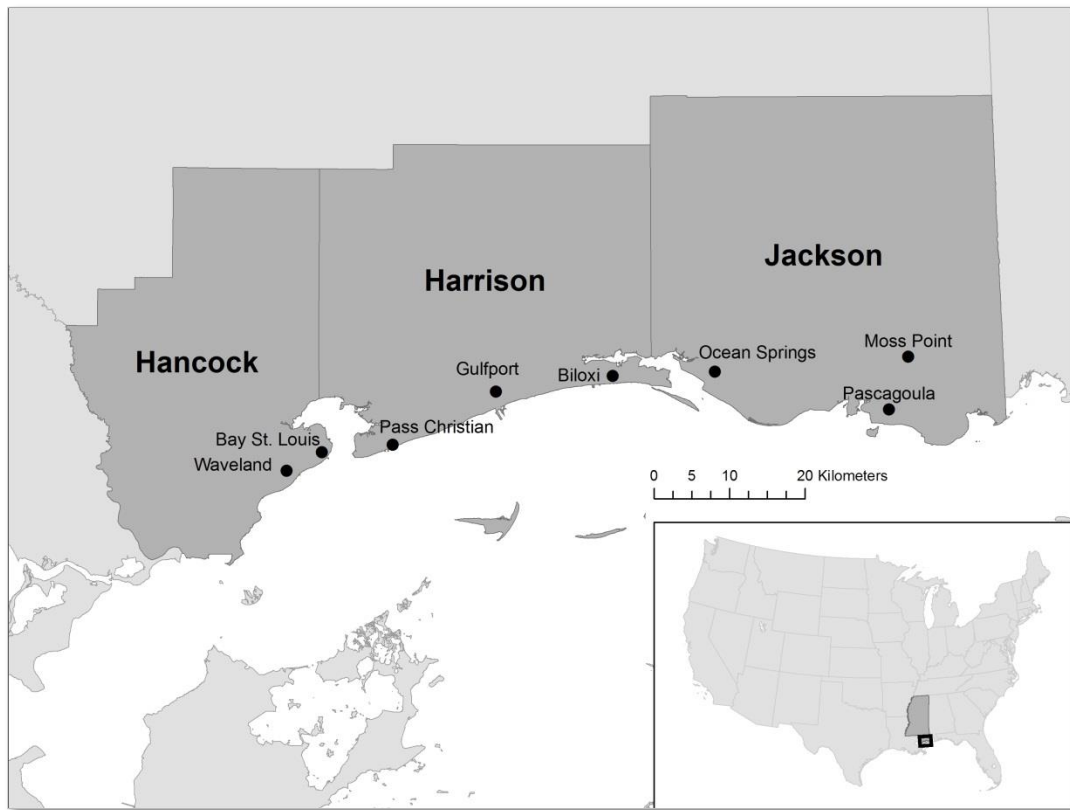 Jackson
Harrison
Hancock
Moss Point
Ocean Springs
Gulfport
Biloxi
Pascagoula
Pass Christian
Bay St. Louis
Waveland
0 5 10 20 Kilometers